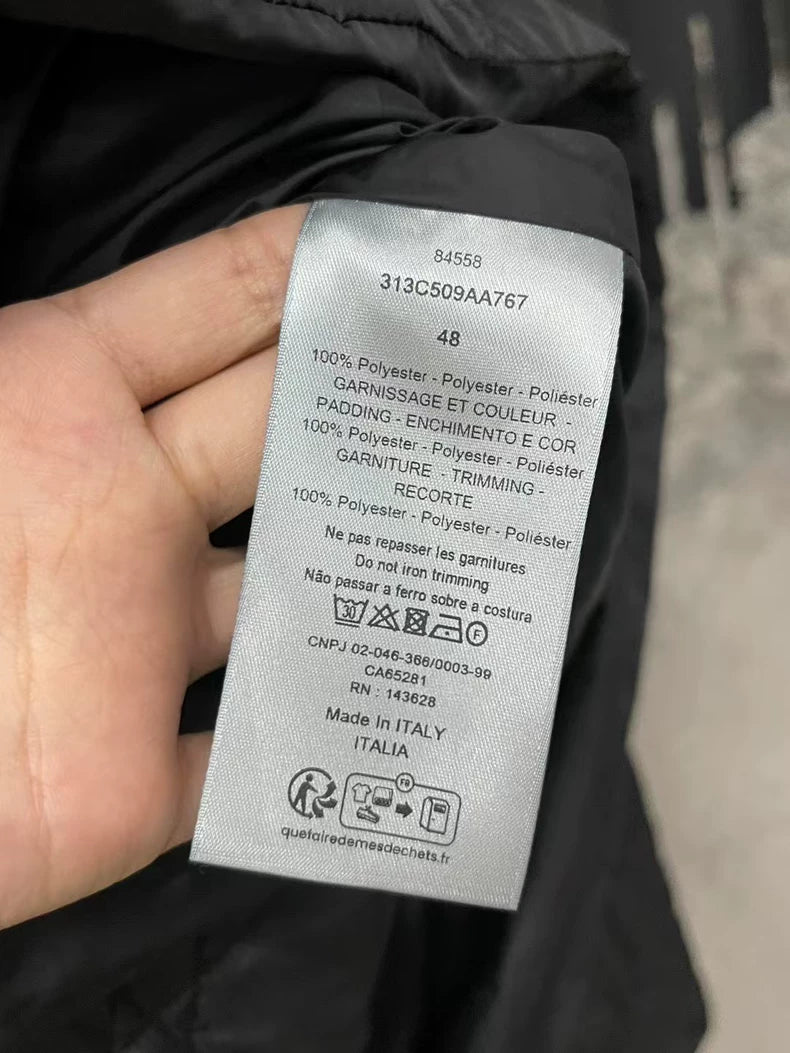 84558
313C509AA767
48
100% Polyester - Polyester - Poliéster
GARNISSAGE ET COULEUR -
PADDING - ENCHIMENTO E COR
100% Polyester - Polyester - Poliéster
GARNITURE - TRIMMING -
RECORTE
100% Polyester - Polyester - Poliéster
Ne pas repasser les garnitures
Do not iron trimming
Não passar a ferro sobre a costura
30 F
CNPJ 02-046-366/0003-99
CA65281
RN : 143628
Made In ITALY
ITALIA
FR
quefairedemesdechets.fr